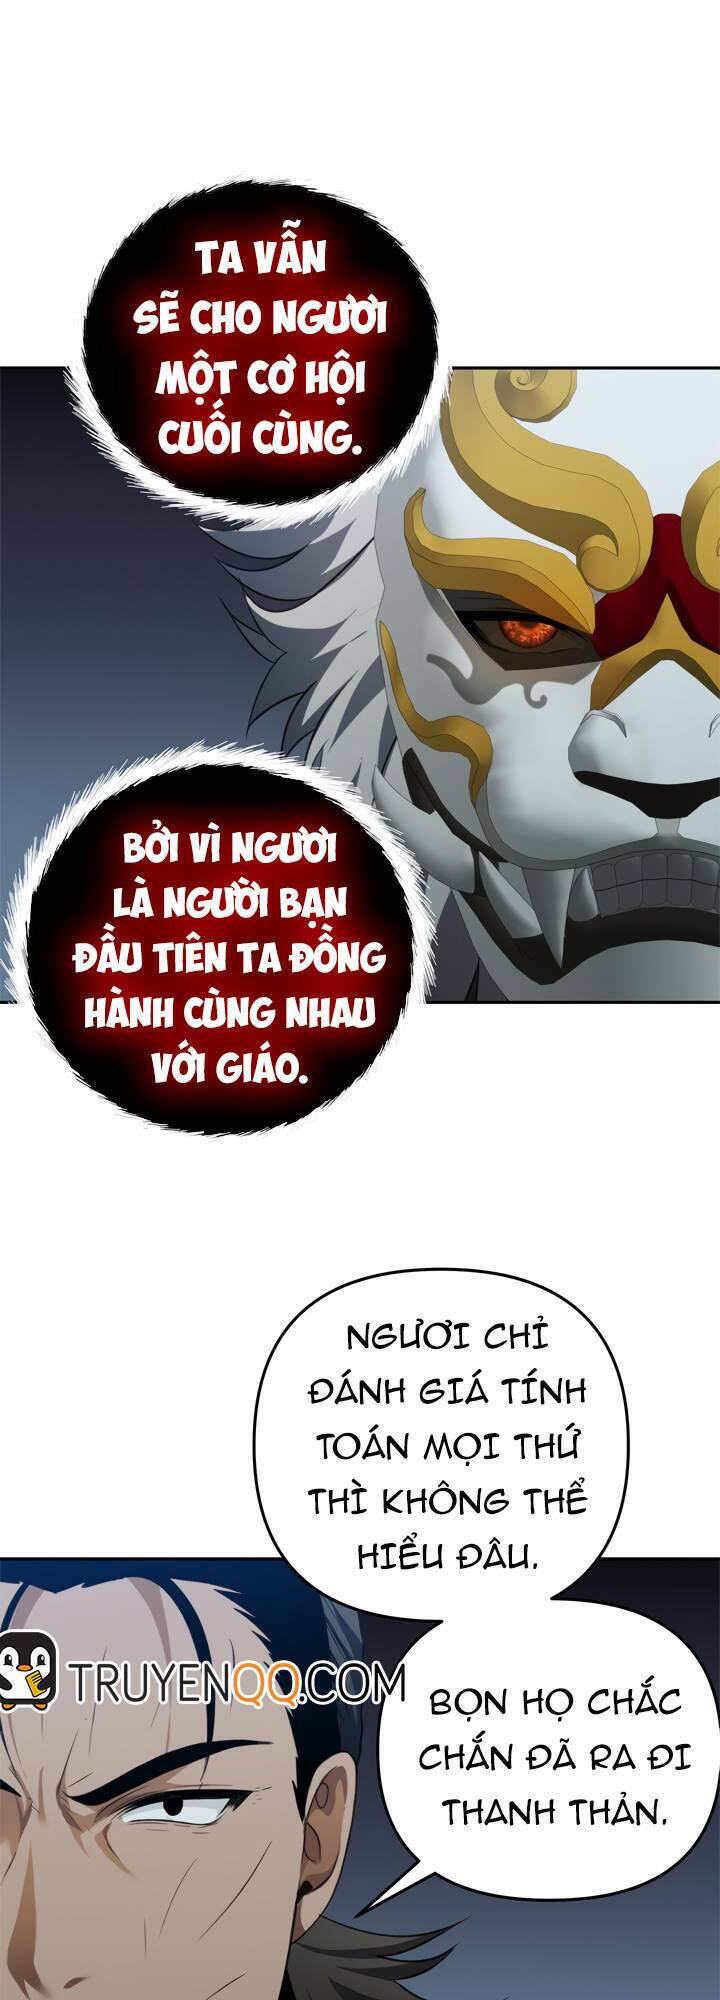 TA VẪN
SẼ CHO NGƯƠI
MỘT CƠ HỘI
CUỐI CÙNG.
BỞI VÌ NGƯƠI
LÀ NGƯỜI BẠN
ĐẦU TIÊN TA ĐỒNG
HÀNH CÙNG NHAU
VỚI GIÁO.
NGƯƠI CHỈ
ĐÁNH GIÁ TÍNH
TOÁN MỌI THỨ
THÌ KHÔNG THỂ
HIỂU ĐÂU.
TRUYENQQ.COM
BỌN HỌ CHẮC
CHẮN ĐÃ RA ĐI
THANH THẢN.